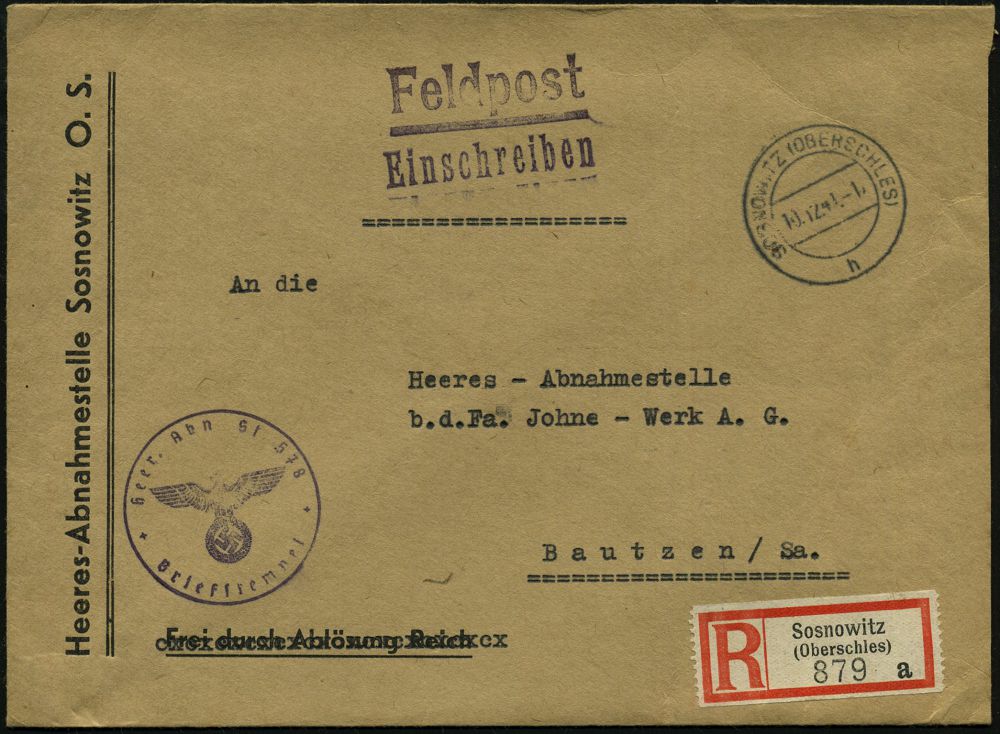 Heeres-Abnahmestelle Sosnowitz O. S.
Feldpost
Einschreiben
SOSNOWITZ (OBERSCHLES)
h
An die
Heeres - Abnahmestelle
b.d.Fa. Johne - Werk A. G.
Heer. Abn St 578
Briefstempel
Bautzen/Sa.
Frei durch Ablösung Reich
R
Sosnowitz
(Oberschles)
879 a